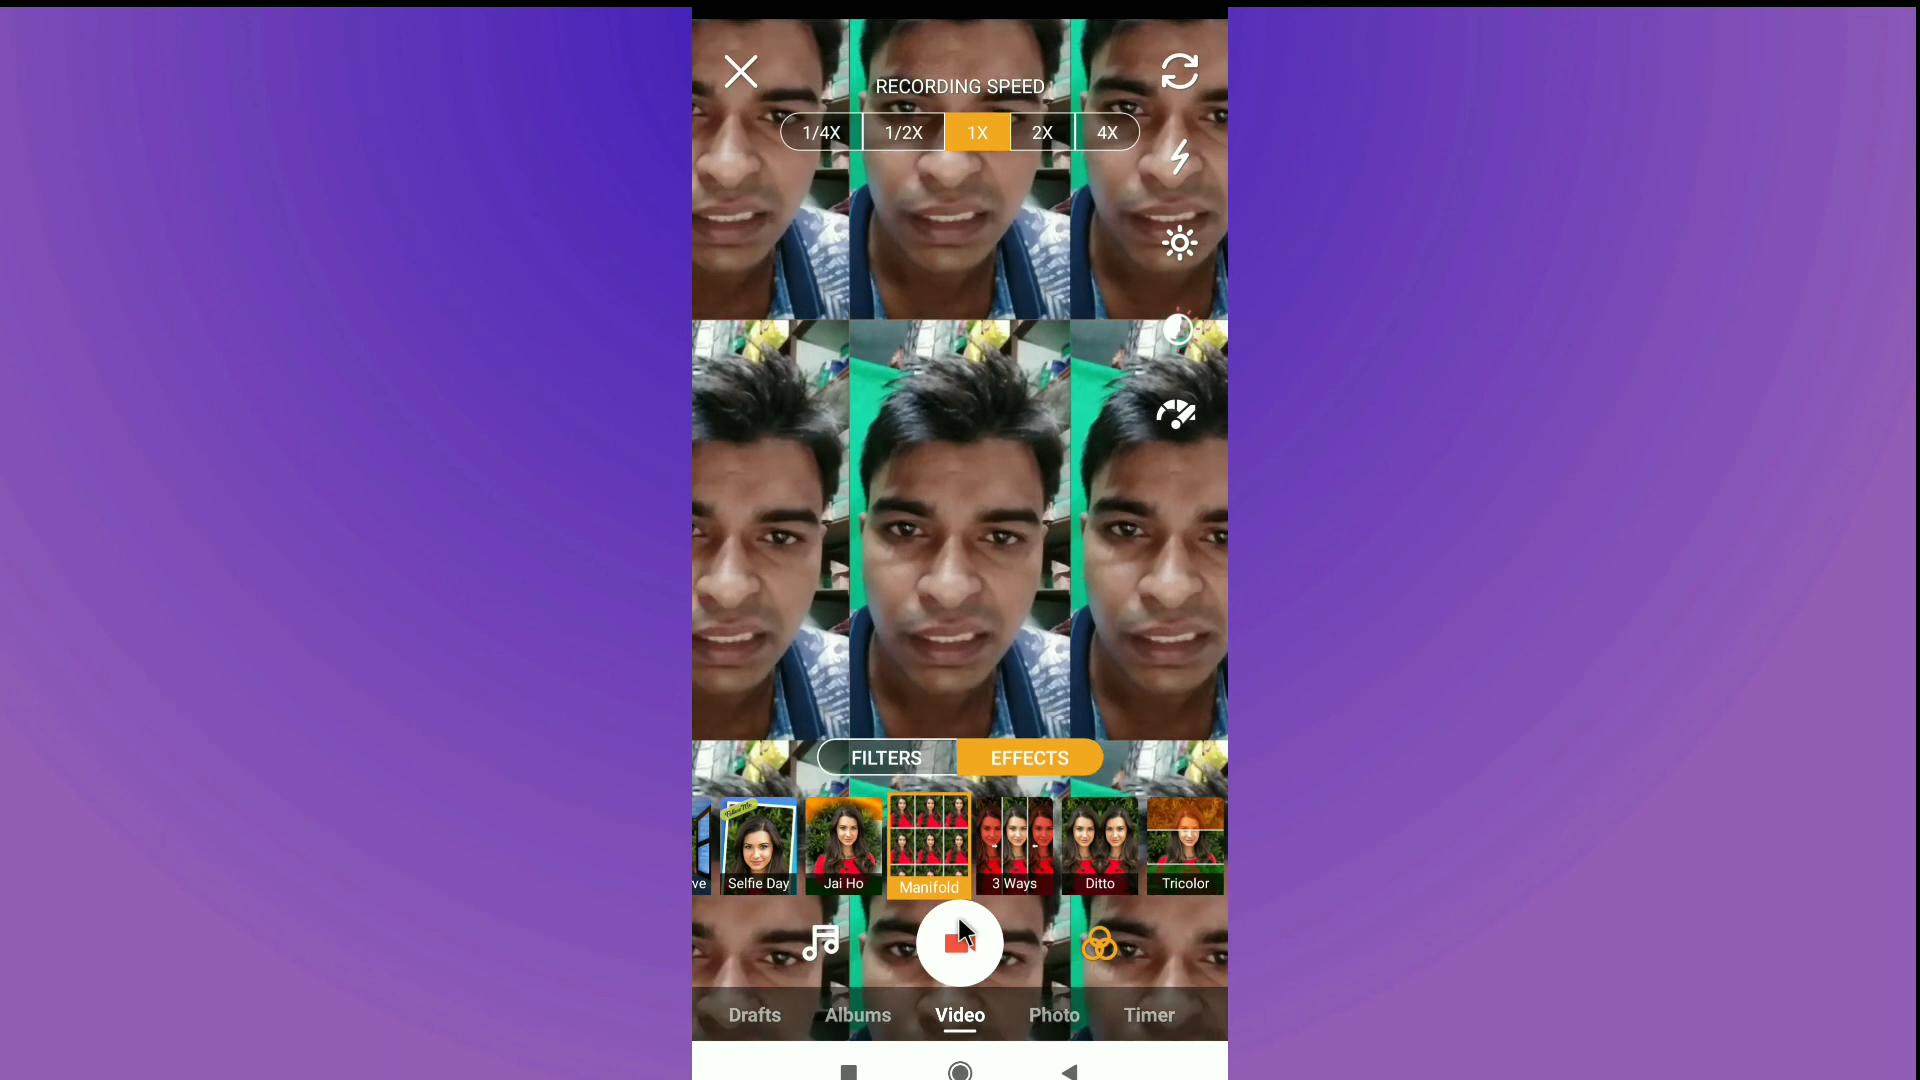 RECORDING SPEED
1/4X 1/2X 1X 2X 4X
FILTERS EFFECTS
ve Selfie Day Jai Ho Manifold 3 Ways Ditto Tricolor
Drafts Albums Video Photo Timer